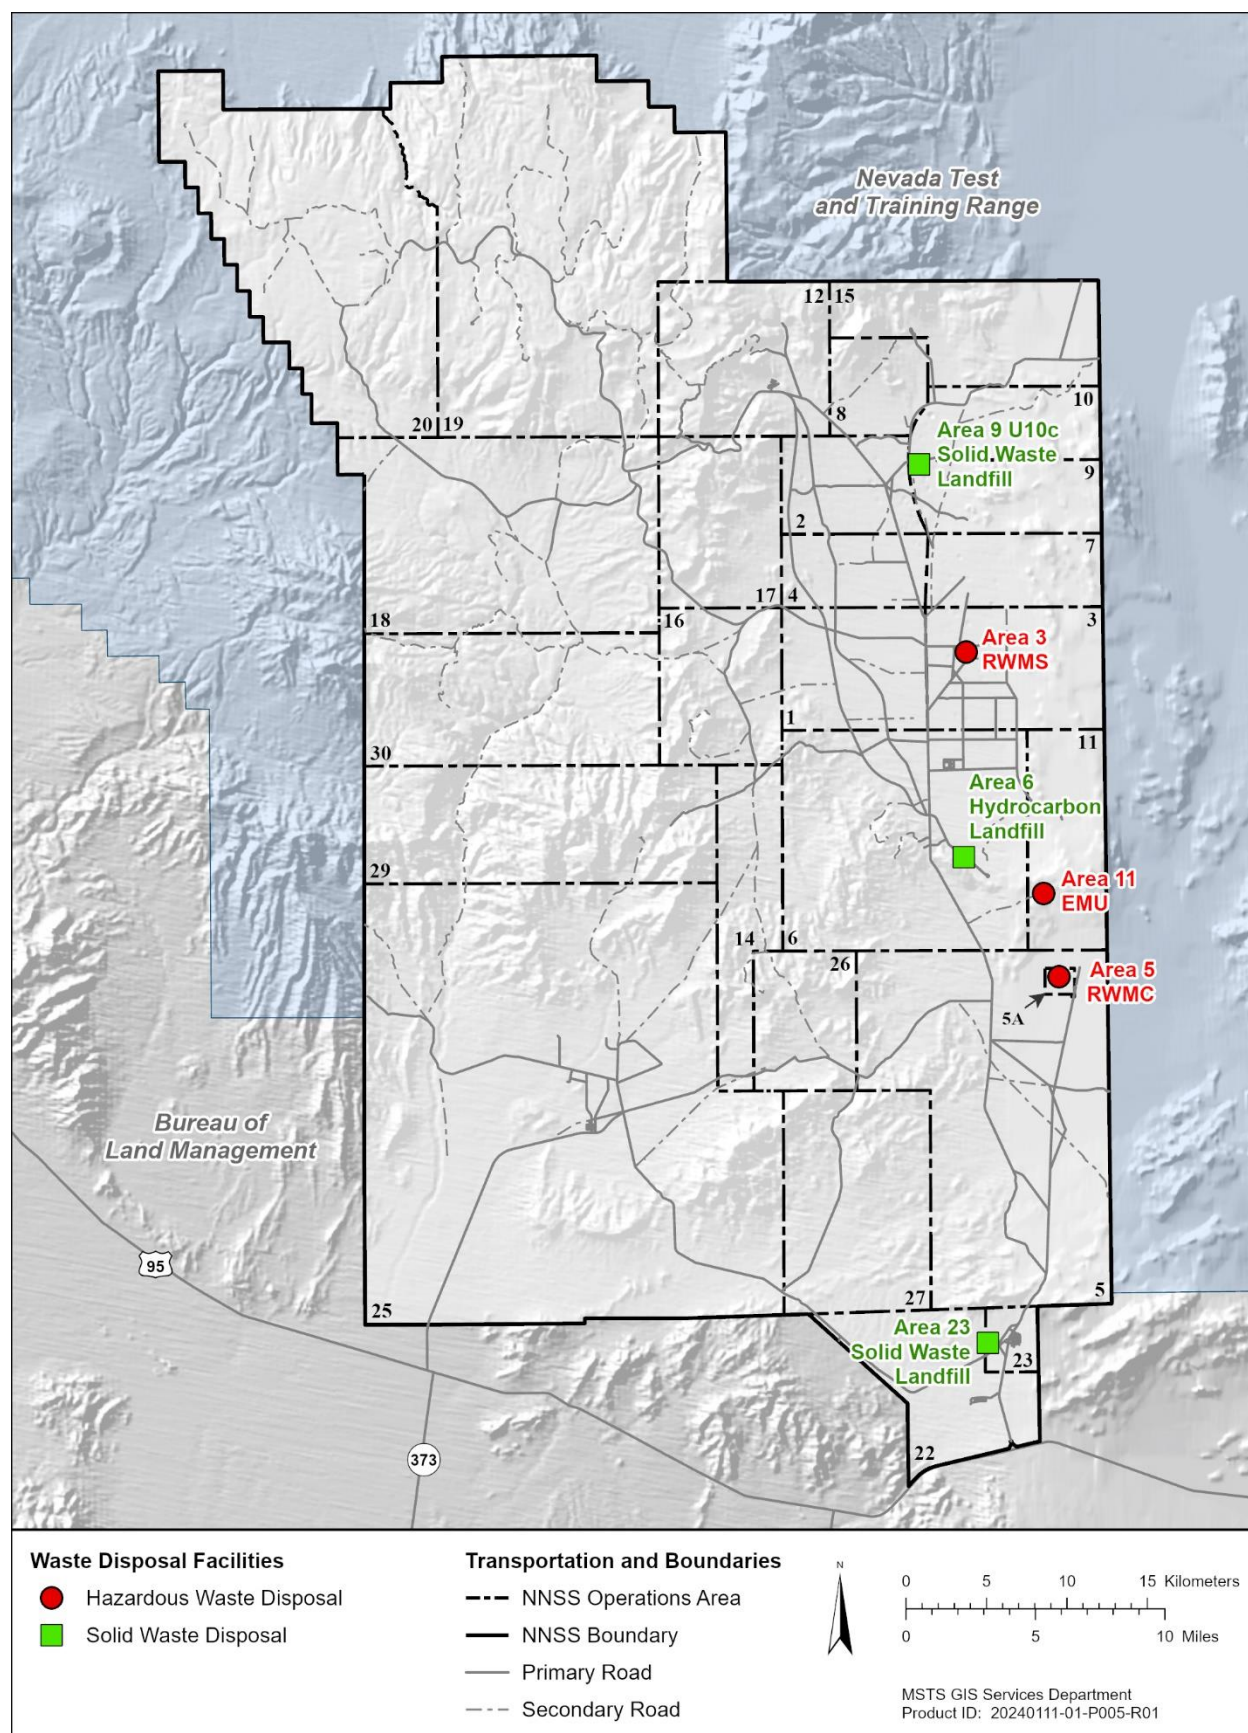 Nevada Test
and Training Range
12
15
10
20
19
8
Area 9 U10c
Solid Waste
Landfill
9
2
7
18
16
17
4
3
Area 3
RWMS
1
11
30
Area 6
Hydrocarbon
Landfill
29
Area 11
EMU
14
6
26
Area 5
RWMC
5A
Bureau of
Land Management
95
25
27
5
Area 23
Solid Waste
Landfill
23
373
22
Waste Disposal Facilities
Hazardous Waste Disposal
Solid Waste Disposal
Transportation and Boundaries
NNSS Operations Area
NNSS Boundary
Primary Road
Secondary Road
N
0 5 10 15 Kilometers
0 5 10 Miles
MSTS GIS Services Department
Product ID: 20240111-01-P005-R01